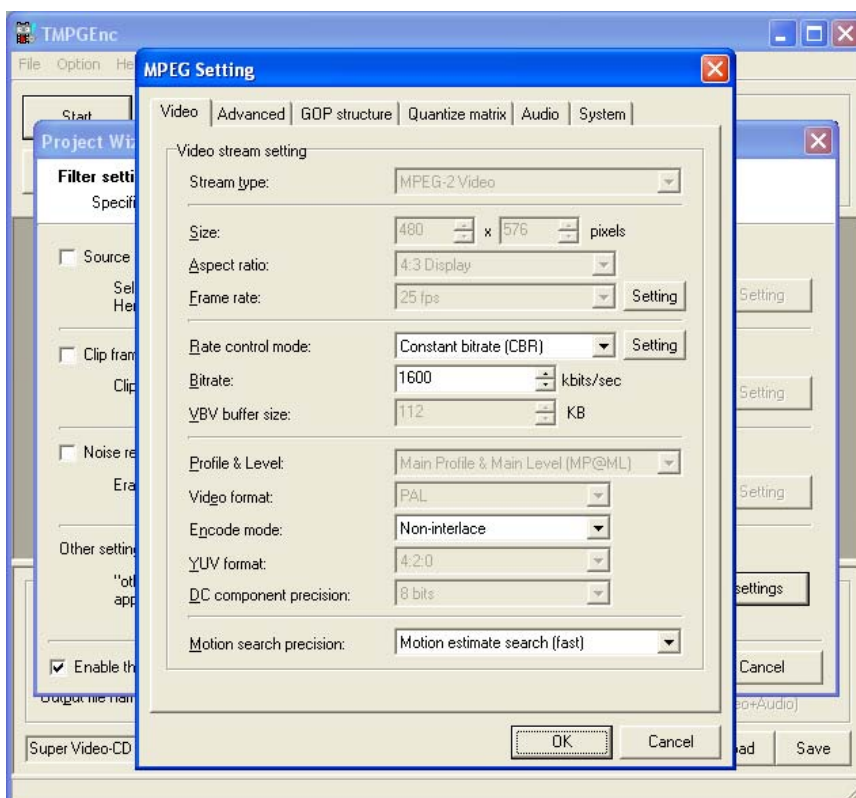 TMPGEnc
File Option He
MPEG Setting
Start
Video Advanced GOP structure Quantize matrix Audio System
Project Wiz
Video stream setting
Filter setti
Stream type: MPEG-2 Video
Specifi
Size: 480 x 576 pixels
Source
Aspect ratio: 4:3 Display
Sel
Her
Frame rate: 25 fps Setting
Setting
Clip fram
Rate control mode: Constant bitrate (CBR) Setting
Clip
Bitrate: 1600 kbits/sec
Setting
VBV buffer size: 112 KB
Noise re
Profile & Level: Main Profile & Main Level (MP@ML)
Era
Video format: PAL
Setting
Encode mode: Non-interlace
Other setting
YUV format: 4:2:0
"oth
app
DC component precision: 8 bits
settings
Motion search precision: Motion estimate search (fast)
Enable th
Cancel
Output file nam
eo+Audio)
OK Cancel
Super Video-CD
ad Save